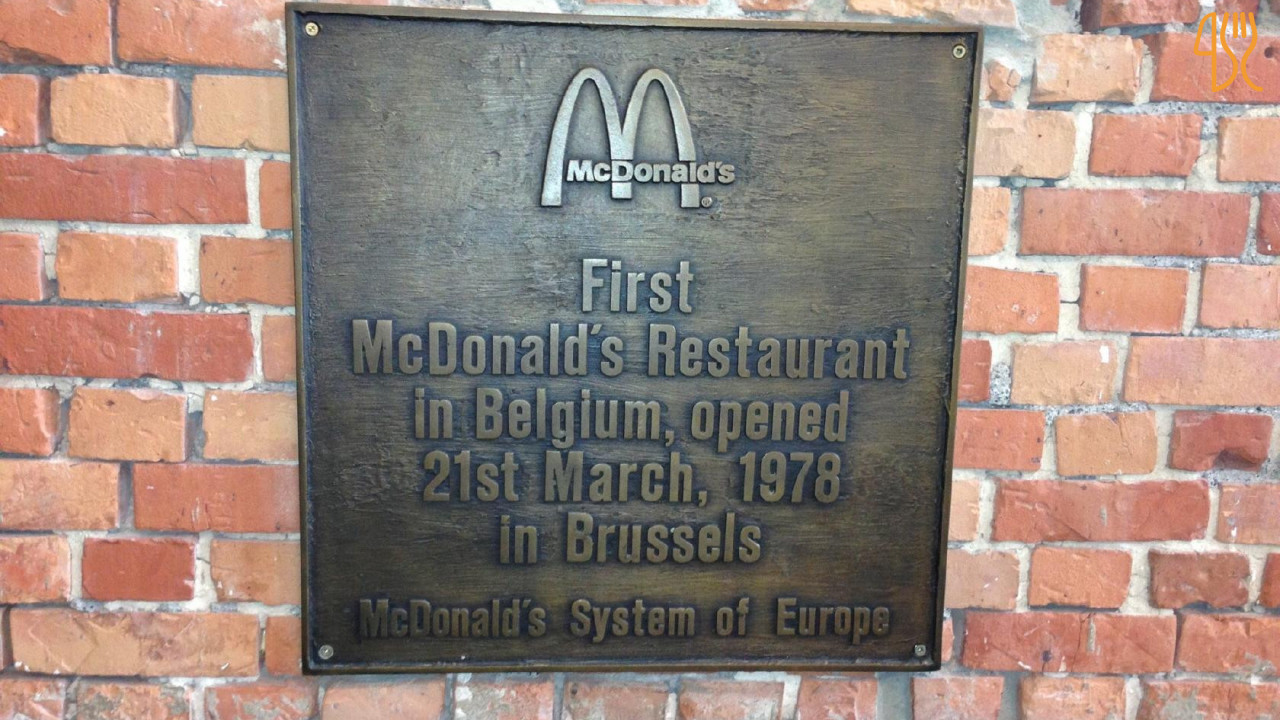 McDonald's
First
McDonald's Restaurant
in Belgium, opened
21st March, 1978
in Brussels
McDonald's System of Europe